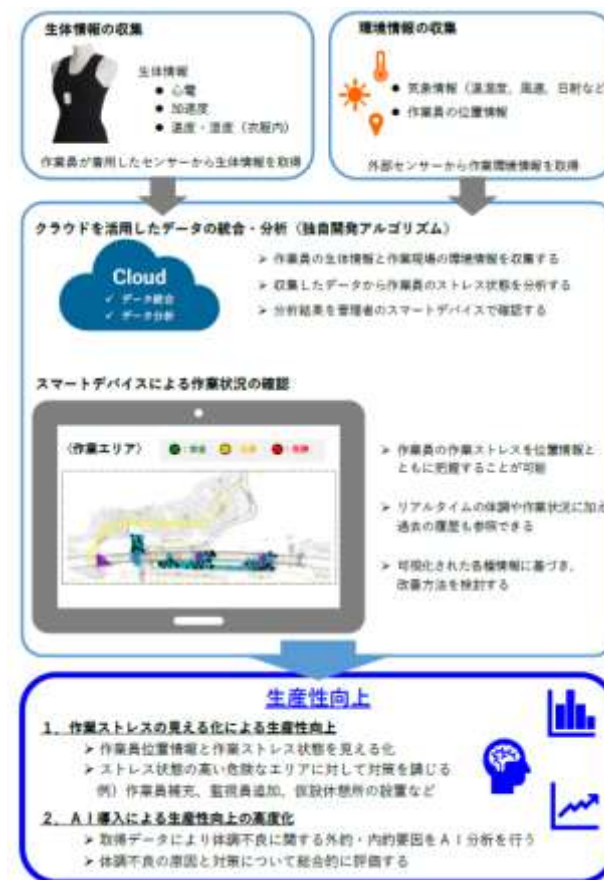 生体情報の収集
生体情報
● 心電
● 加速度
● 温度・湿度（衣服内）
作業員が着用したセンサーから生体情報を取得
環境情報の収集
● 気象情報（温湿度、風速、日射など
● 作業員の位置情報
外部センサーから作業環境情報を取得
クラウドを活用したデータの統合・分析（独自開発アルゴリズム）
Cloud
✓ データ統合
✓ データ分析
➢ 作業員の生体情報と作業現場の環境情報を収集する
➢ 収集したデータから作業員のストレス状態を分析する
➢ 分析結果を管理者のスマートデバイスで確認する
スマートデバイスによる作業状況の確認
〈作業エリア〉
➢ 作業員の作業ストレスを位置情報と
ともに把握することが可能
➢ リアルタイムの体調や作業状況に加え
過去の履歴も参照できる
➢ 可視化された各種情報に基づき、
改善方法を検討する
生産性向上
１．作業ストレスの見える化による生産性向上
➢ 作業員位置情報と作業ストレス状態を見える化
➢ ストレス状態の高い危険なエリアに対して対策を講じる
例）作業員補充、監視員追加、仮設休憩所の設置など
２．ＡＩ導入による生産性向上の高度化
➢ 取得データにより体調不良に関する外的・内的要因をＡＩ分析を行う
➢ 体調不良の原因と対策について総合的に評価する